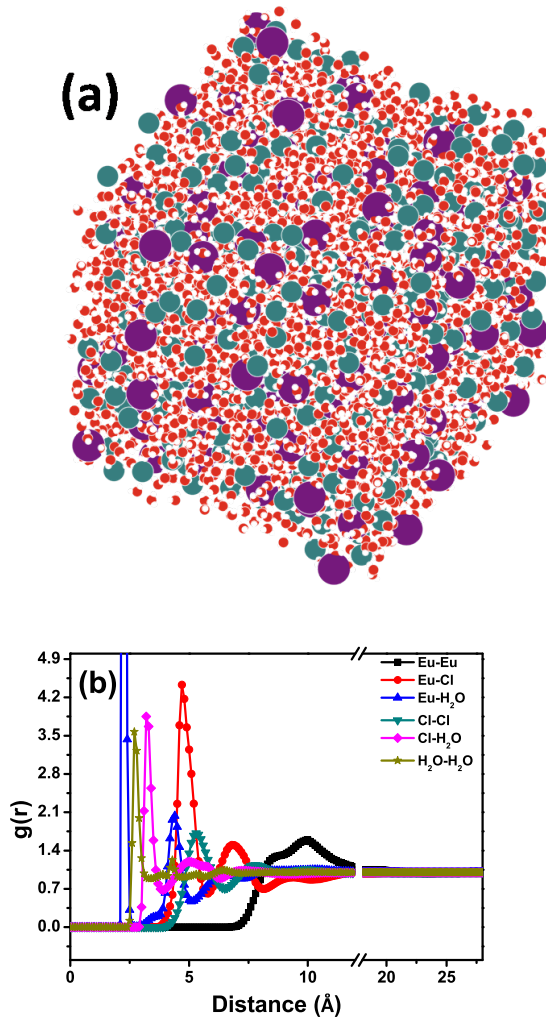 (a)
(b)
4.9
4.2
3.5
2.8
2.1
1.4
0.7
0.0
g(r)
Eu-Eu
Eu-Cl
Eu-H₂O
Cl-Cl
Cl-H₂O
H₂O-H₂O
0 5 10 20 25
Distance (Å)